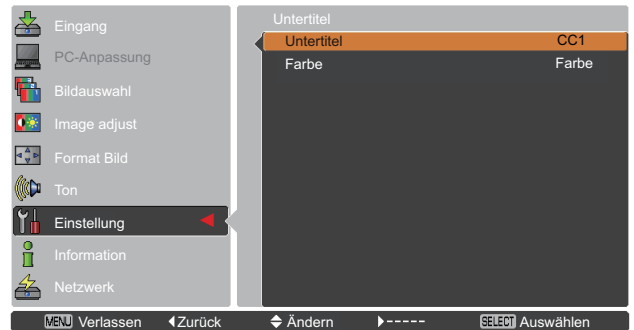 Eingang
PC-Anpassung
Bildauswahl
Image adjust
Format Bild
Ton
Einstellung
Information
Netzwerk
Untertitel
Untertitel CC1
Farbe Farbe
MENU Verlassen Zurück Ändern ----- SELECT Auswählen